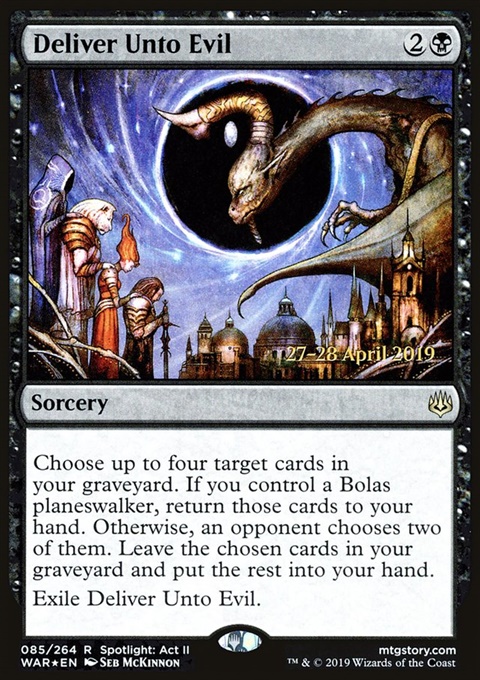 Deliver Unto Evil 2
27-28 April 2019
Sorcery
Choose up to four target cards in
your graveyard. If you control a Bolas
planeswalker, return those cards to your
hand. Otherwise, an opponent chooses two
of them. Leave the chosen cards in your
graveyard and put the rest into your hand.
Exile Deliver Unto Evil.
085/264 R Spotlight: Act II
mtgstory.com
WAR★EN Seb McKinnon
™ & © 2019 Wizards of the Coast